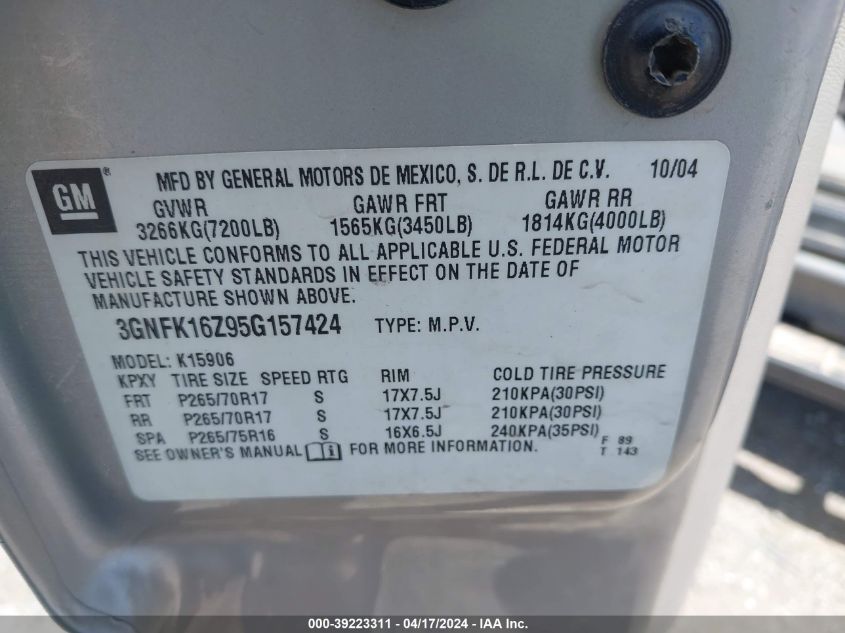 GM
MFD BY GENERAL MOTORS DE MEXICO, S. DE R.L. DE C.V. 10/04
GVWR GAWR FRT GAWR RR
3266KG(7200LB) 1565KG(3450LB) 1814KG(4000LB)
THIS VEHICLE CONFORMS TO ALL APPLICABLE U.S. FEDERAL MOTOR
VEHICLE SAFETY STANDARDS IN EFFECT ON THE DATE OF
MANUFACTURE SHOWN ABOVE.
3GNFK16Z95G157424 TYPE: M.P.V.
MODEL: K15906
KPXY TIRE SIZE SPEED RTG RIM COLD TIRE PRESSURE
FRT P265/70R17 S 17X7.5J 210KPA(30PSI)
RR P265/70R17 S 17X7.5J 210KPA(30PSI)
SPA P265/75R16 S 16X6.5J 240KPA(35PSI)
SEE OWNER'S MANUAL i FOR MORE INFORMATION.
F 89
T 143
000-39223311 - 04/17/2024 - IAA Inc.